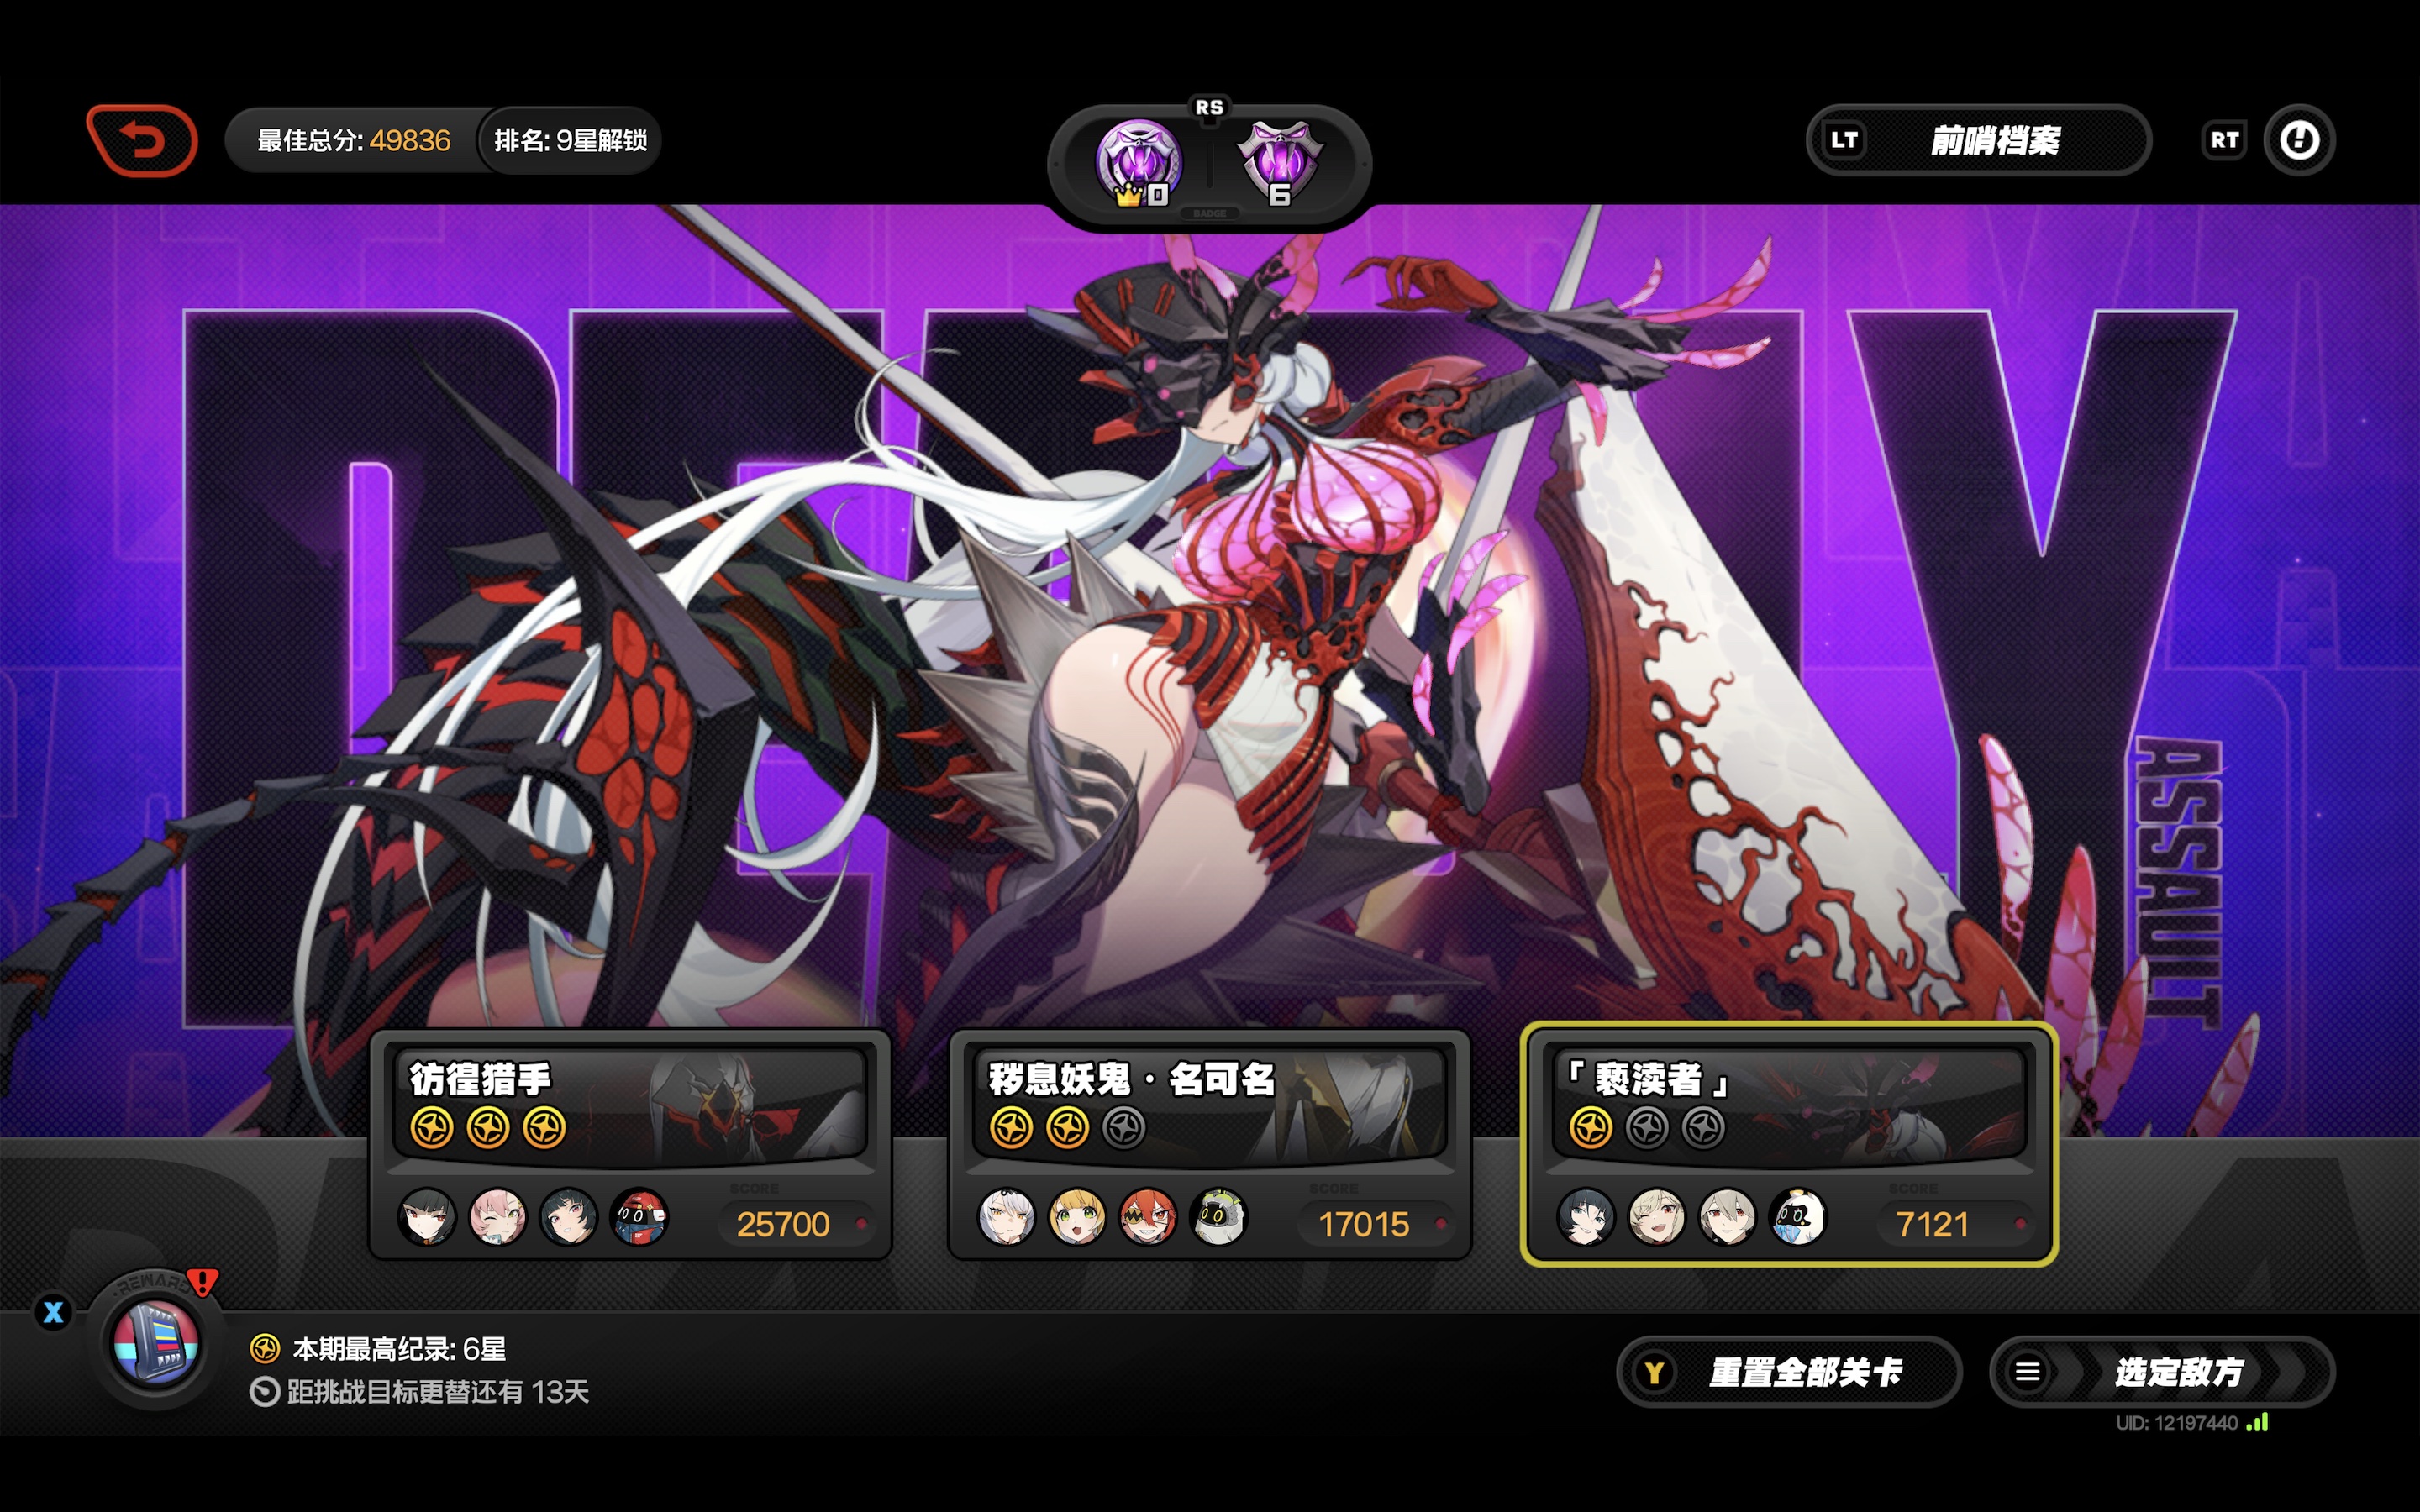 最佳总分: 49836
排名: 9星解锁
RS
0
6
BADGE
LT
前哨档案
RT
ASSAULT
彷徨猎手
秽息妖鬼·名可名
「亵渎者」
SCORE
25700
SCORE
17015
SCORE
7121
REWARD
X
本期最高纪录: 6星
距挑战目标更替还有 13天
Y
重置全部关卡
选定敌方
UID: 12197440